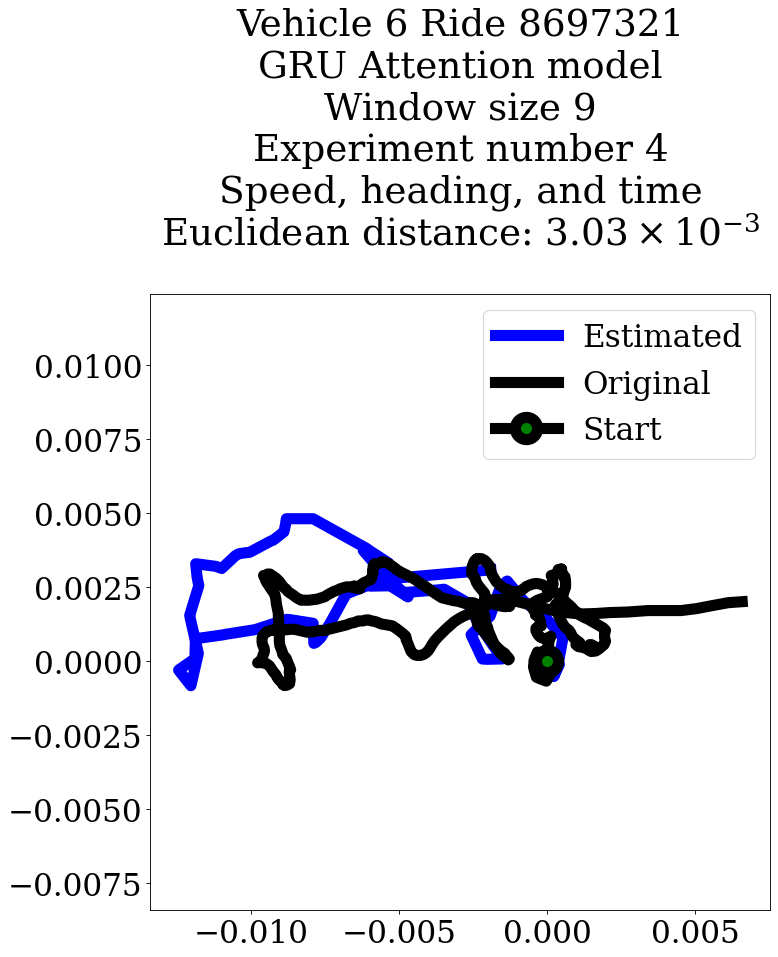 Vehicle 6 Ride 8697321
GRU Attention model
Window size 9
Experiment number 4
Speed, heading, and time
Euclidean distance: 3.03 × 10⁻³
Estimated
Original
Start
0.0100
0.0075
0.0050
0.0025
0.0000
−0.0025
−0.0050
−0.0075
−0.010 −0.005 0.000 0.005